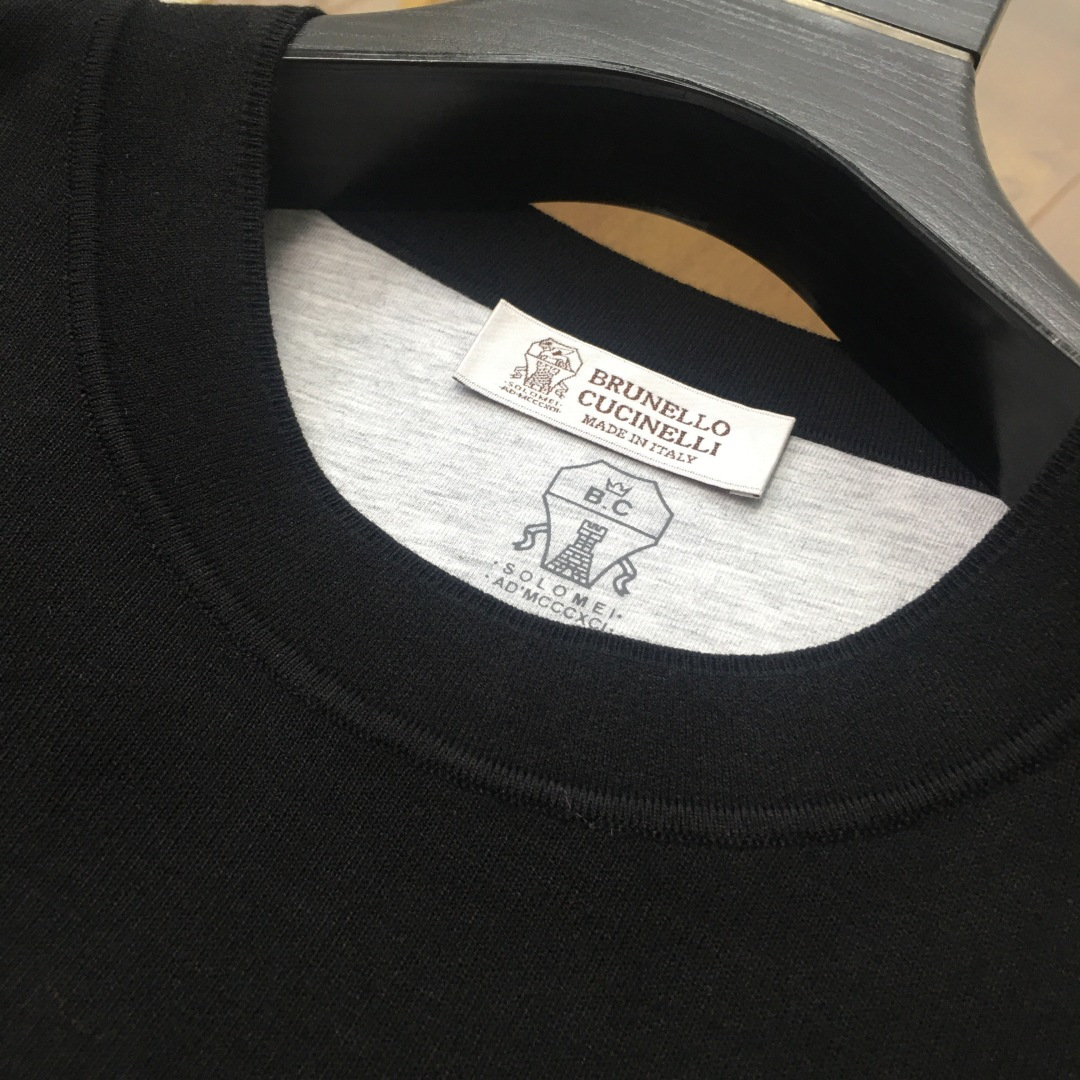 ·SOLOMEI·
AD·MCCCXCI·
BRUNELLO
CUCINELLI
MADE IN ITALY
B.C
·SOLOMEI·
·AD'MCCCXCI·